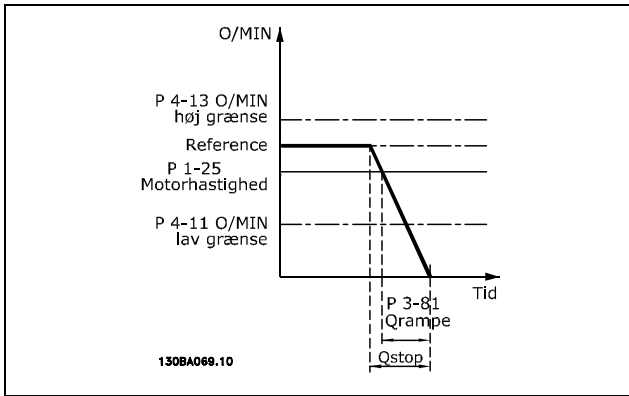 O/MIN
P 4-13 O/MIN
høj grænse
Reference
P 1-25
Motorhastighed
P 4-11 O/MIN
lav grænse
Tid
P 3-81
Qrampe
Qstop
130BA069.10